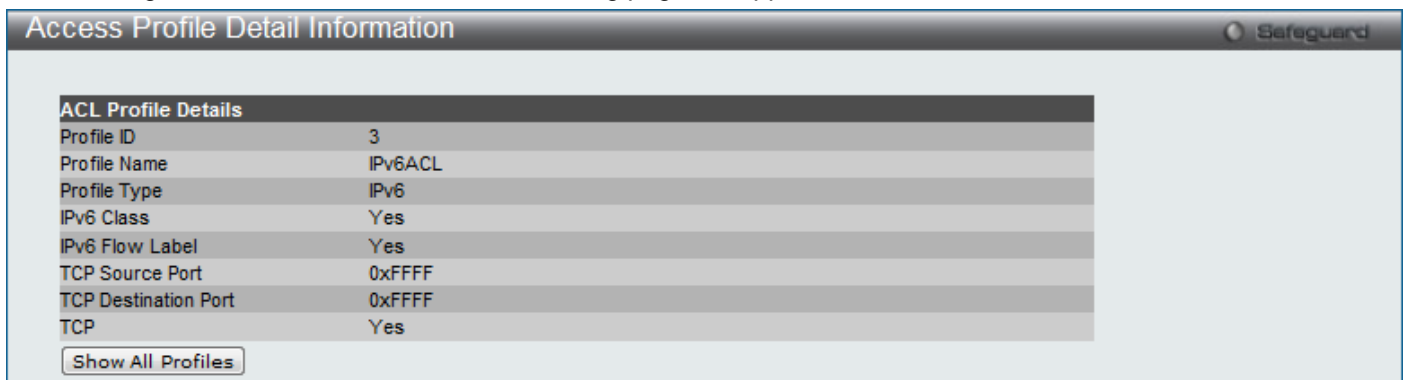 Access Profile Detail Information
Safeguard
ACL Profile Details
Profile ID 3
Profile Name IPv6ACL
Profile Type IPv6
IPv6 Class Yes
IPv6 Flow Label Yes
TCP Source Port 0xFFFF
TCP Destination Port 0xFFFF
TCP Yes
Show All Profiles